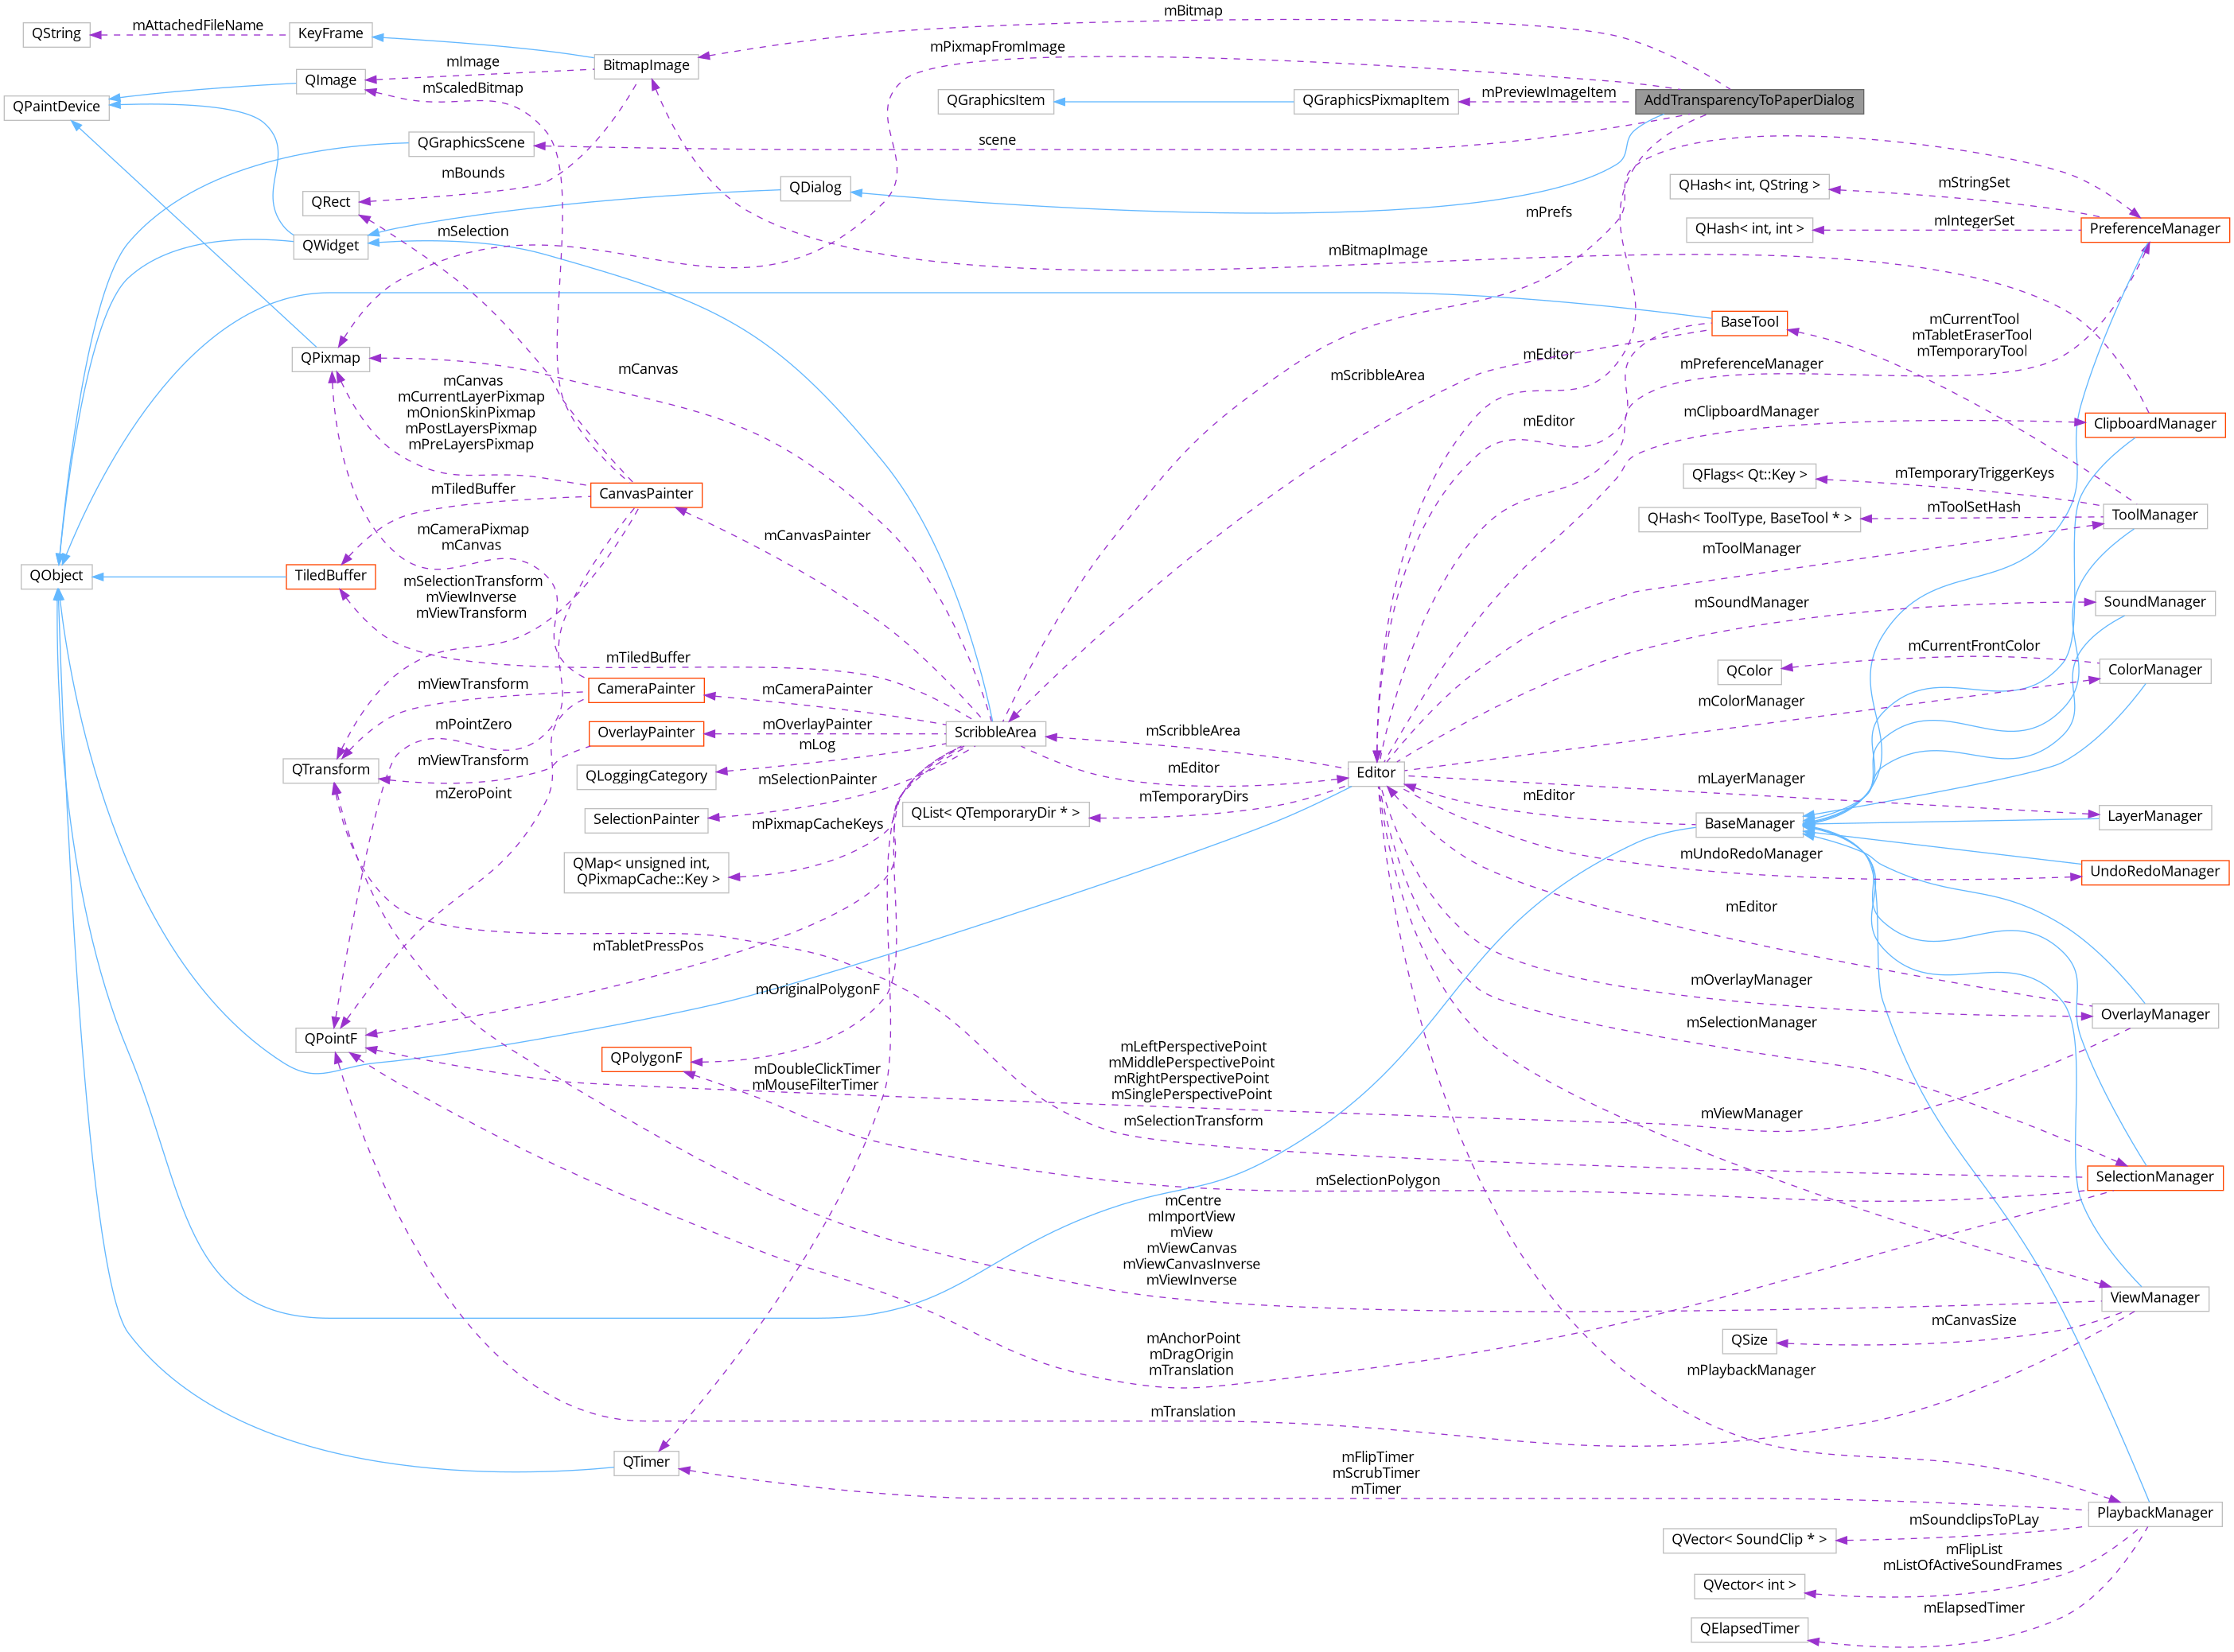 mBitmap
mAttachedFileName
QString
KeyFrame
mPixmapFromImage
mImage
BitmapImage
QImage
mScaledBitmap
QPaintDevice
QGraphicsItem
QGraphicsPixmapItem
mPreviewImageItem
AddTransparencyToPaperDialog
QGraphicsScene
scene
mBounds
QRect
QDialog
QHash< int, QString >
mStringSet
mPrefs
mIntegerSet
QHash< int, int >
PreferenceManager
mSelection
QWidget
mBitmapImage
BaseTool
mCurrentTool
mTabletEraserTool
mTemporaryTool
QPixmap
mCanvas
mEditor
mScribbleArea
mPreferenceManager
mCanvas
mCurrentLayerPixmap
mOnionSkinPixmap
mPostLayersPixmap
mPreLayersPixmap
mEditor
mClipboardManager
ClipboardManager
mTiledBuffer
CanvasPainter
QFlags< Qt::Key >
mTemporaryTriggerKeys
mToolSetHash
QHash< ToolType, BaseTool * >
ToolManager
mCameraPixmap
mCanvas
mCanvasPainter
mToolManager
QObject
TiledBuffer
mSelectionTransform
mViewInverse
mViewTransform
mSoundManager
SoundManager
mTiledBuffer
mCurrentFrontColor
QColor
ColorManager
mViewTransform
CameraPainter
mCameraPainter
mColorManager
mPointZero
OverlayPainter
mOverlayPainter
ScribbleArea
mScribbleArea
mLog
QTransform
mViewTransform
QLoggingCategory
mEditor
Editor
mSelectionPainter
mLayerManager
mZeroPoint
mTemporaryDirs
QList< QTemporaryDir * >
mEditor
LayerManager
SelectionPainter
mPixmapCacheKeys
BaseManager
mUndoRedoManager
QMap< unsigned int,
QPixmapCache::Key >
UndoRedoManager
mEditor
mTabletPressPos
mOriginalPolygonF
mOverlayManager
OverlayManager
mSelectionManager
QPointF
QPolygonF
mLeftPerspectivePoint
mMiddlePerspectivePoint
mRightPerspectivePoint
mSinglePerspectivePoint
mDoubleClickTimer
mMouseFilterTimer
mViewManager
mSelectionTransform
mSelectionPolygon
SelectionManager
mCentre
mImportView
mView
mViewCanvas
mViewCanvasInverse
mViewInverse
ViewManager
mCanvasSize
QSize
mAnchorPoint
mDragOrigin
mTranslation
mPlaybackManager
mTranslation
QTimer
mFlipTimer
mScrubTimer
mTimer
PlaybackManager
mSoundclipsToPLay
QVector< SoundClip * >
mFlipList
mListOfActiveSoundFrames
QVector< int >
mElapsedTimer
QElapsedTimer